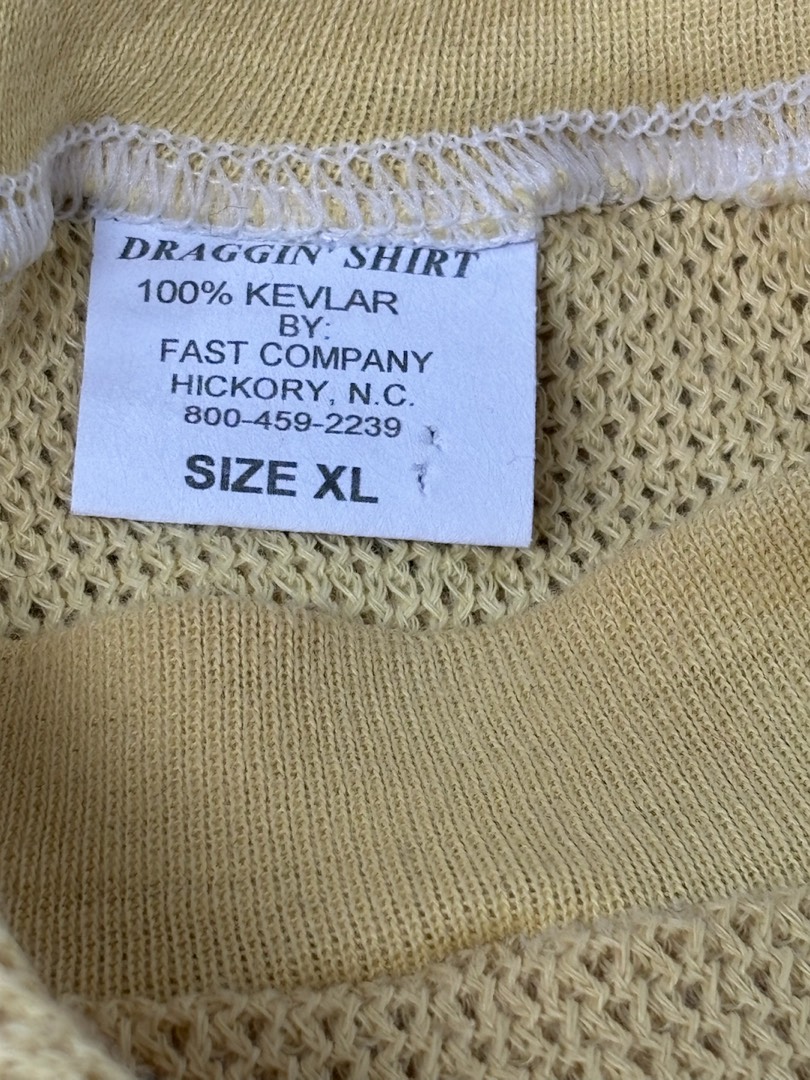 DRAGGIN' SHIRT
100% KEVLAR
BY:
FAST COMPANY
HICKORY, N.C.
800-459-2239
SIZE XL